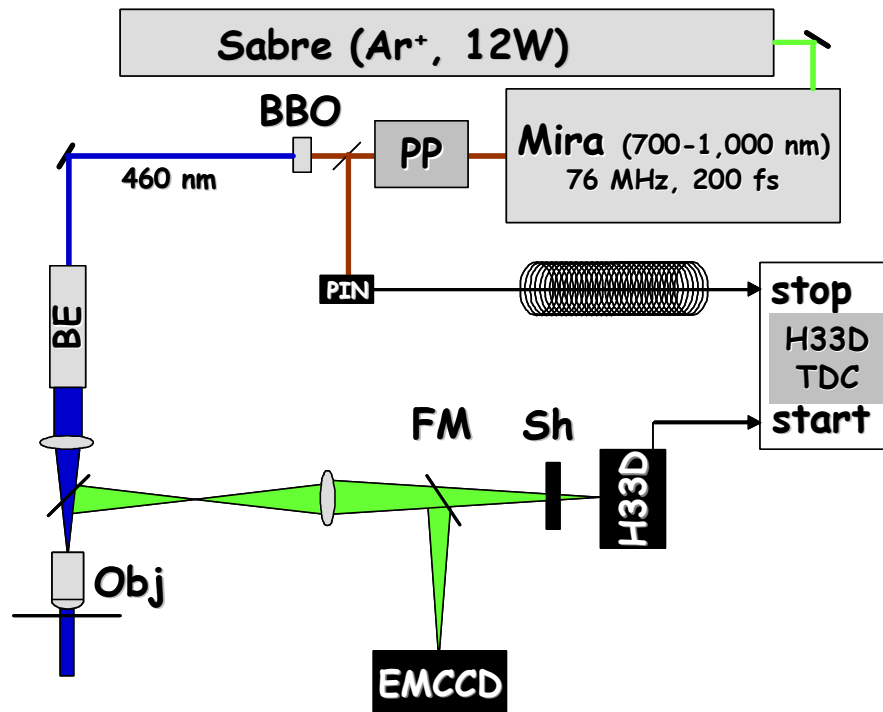 Sabre (Ar⁺, 12W)
BBO
PP
Mira (700-1,000 nm)
76 MHz, 200 fs
460 nm
PIN
stop
H33D
TDC
start
BE
FM
Sh
H33D
Obj
EMCCD